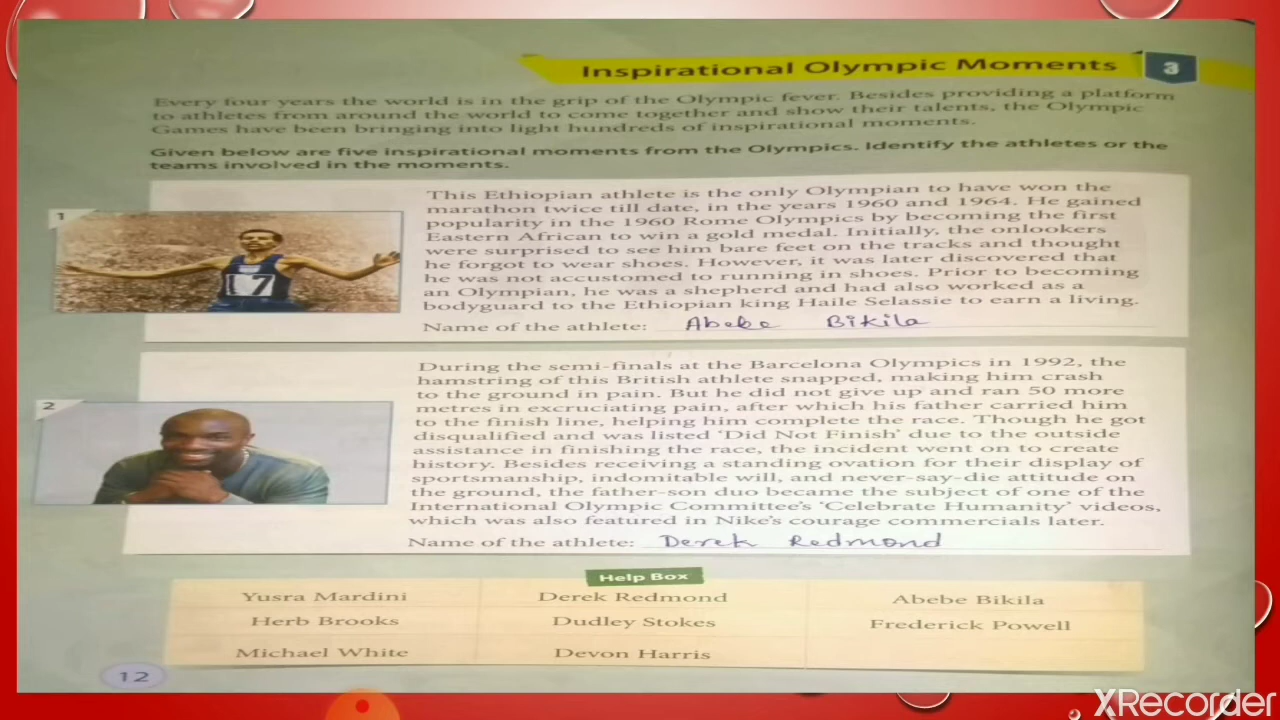 Inspirational Olympic Moments 3
Every four years the world is in the grip of the Olympic fever. Besides providing a platform
to athletes from around the world to come together and show their talents, the Olympic
Games have been bringing into light hundreds of inspirational moments.
Given below are five inspirational moments from the Olympics. Identify the athletes or the
teams involved in the moments.
1
This Ethiopian athlete is the only Olympian to have won the
marathon twice till date, in the years 1960 and 1964. He gained
popularity in the 1960 Rome Olympics by becoming the first
Eastern African to win a gold medal. Initially, the onlookers
were surprised to see him bare feet on the tracks and thought
he forgot to wear shoes. However, it was later discovered that
he was not accustomed to running in shoes. Prior to becoming
an Olympian, he was a shepherd and had also worked as a
bodyguard to the Ethiopian king Haile Selassie to earn a living.
17
Name of the athlete: Abebe Bikila
2
During the semi-finals at the Barcelona Olympics in 1992, the
hamstring of this British athlete snapped, making him crash
to the ground in pain. But he did not give up and ran 50 more
metres in excruciating pain, after which his father carried him
to the finish line, helping him complete the race. Though he got
disqualified and was listed 'Did Not Finish' due to the outside
assistance in finishing the race, the incident went on to create
history. Besides receiving a standing ovation for their display of
sportsmanship, indomitable will, and never-say-die attitude on
the ground, the father-son duo became the subject of one of the
International Olympic Committee's 'Celebrate Humanity' videos,
which was also featured in Nike's courage commercials later.
Name of the athlete: Derek Redmond
Help Box
Yusra Mardini Derek Redmond Abebe Bikila
Herb Brooks Dudley Stokes Frederick Powell
Michael White Devon Harris
12
XRecorder